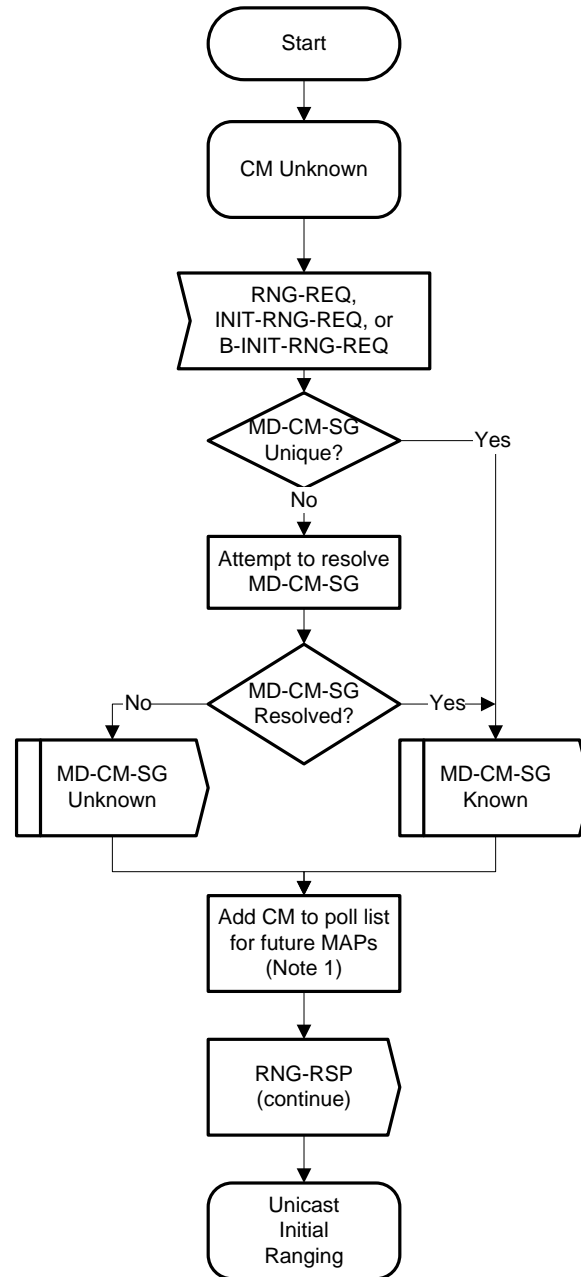 Start
CM Unknown
RNG-REQ,
INIT-RNG-REQ, or
B-INIT-RNG-REQ
MD-CM-SG
Unique?
Yes
No
Attempt to resolve
MD-CM-SG
MD-CM-SG
Resolved?
No
Yes
MD-CM-SG
Unknown
MD-CM-SG
Known
Add CM to poll list
for future MAPs
(Note 1)
RNG-RSP
(continue)
Unicast
Initial
Ranging